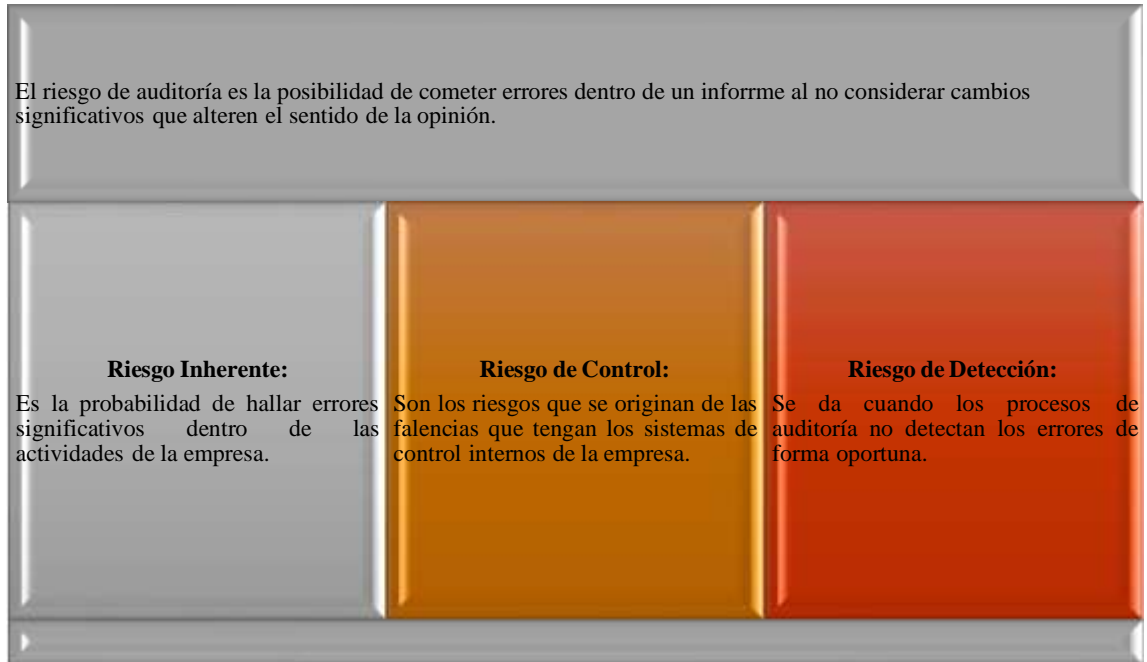 El riesgo de auditoría es la posibilidad de cometer errores dentro de un inforrme al no considerar cambios
significativos que alteren el sentido de la opinión.
Riesgo Inherente:
Es la probabilidad de hallar errores
significativos dentro de las
actividades de la empresa.
Riesgo de Control:
Son los riesgos que se originan de las
falencias que tengan los sistemas de
control internos de la empresa.
Riesgo de Detección:
Se da cuando los procesos de
auditoría no detectan los errores de
forma oportuna.